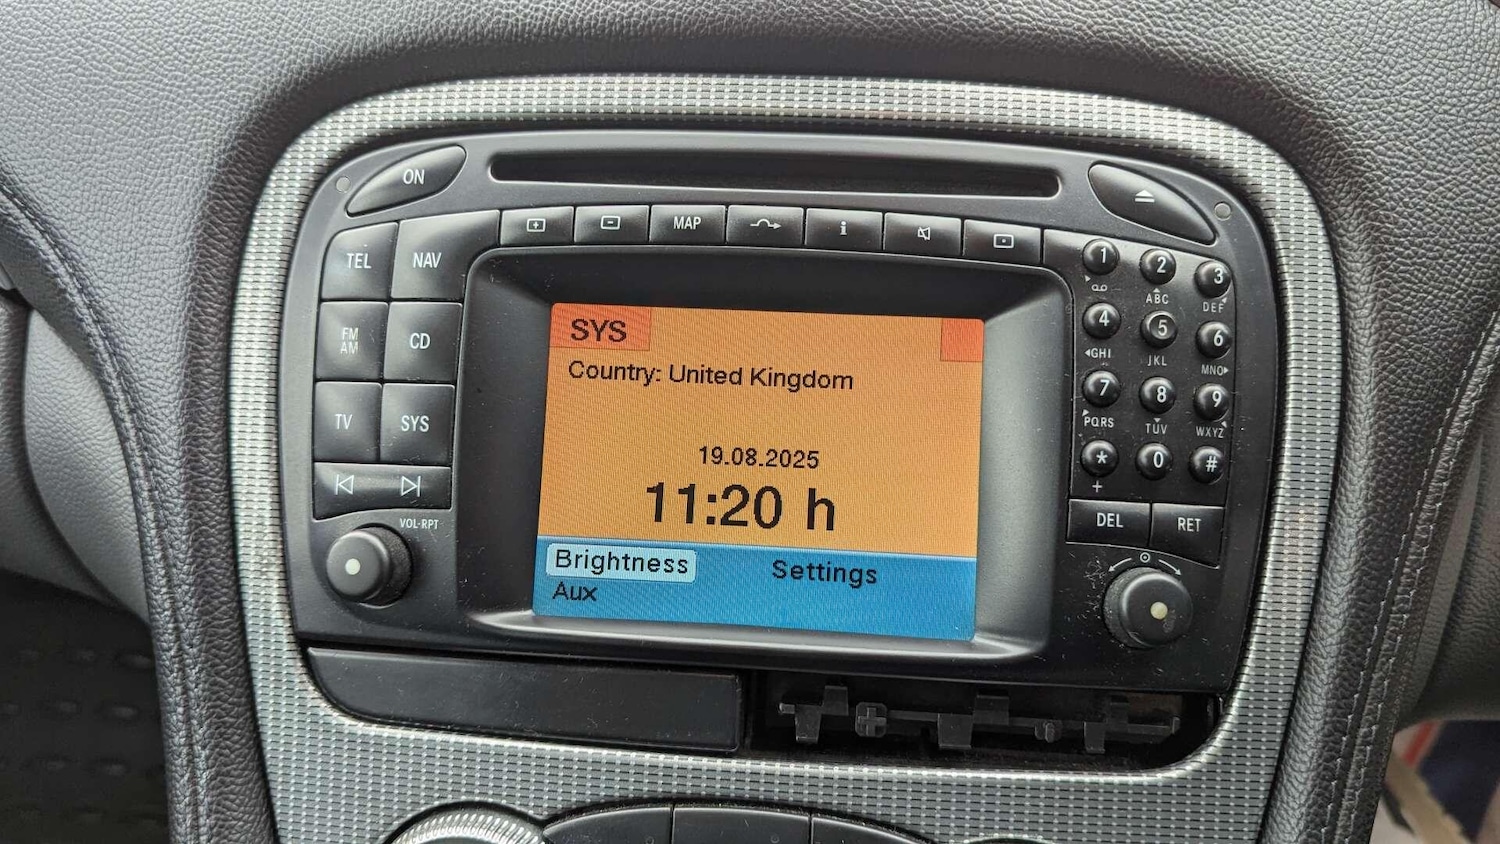 ON
MAP
i
TEL
NAV
FM
AM
CD
TV
SYS
VOL-RPT
SYS
Country: United Kingdom
19.08.2025
11:20 h
Brightness
Settings
Aux
1
2
3
ABC
DEF
4
5
6
GHI
JKL
MNO
7
8
9
PQRS
TUV
WXYZ
*
0
#
+
DEL
RET